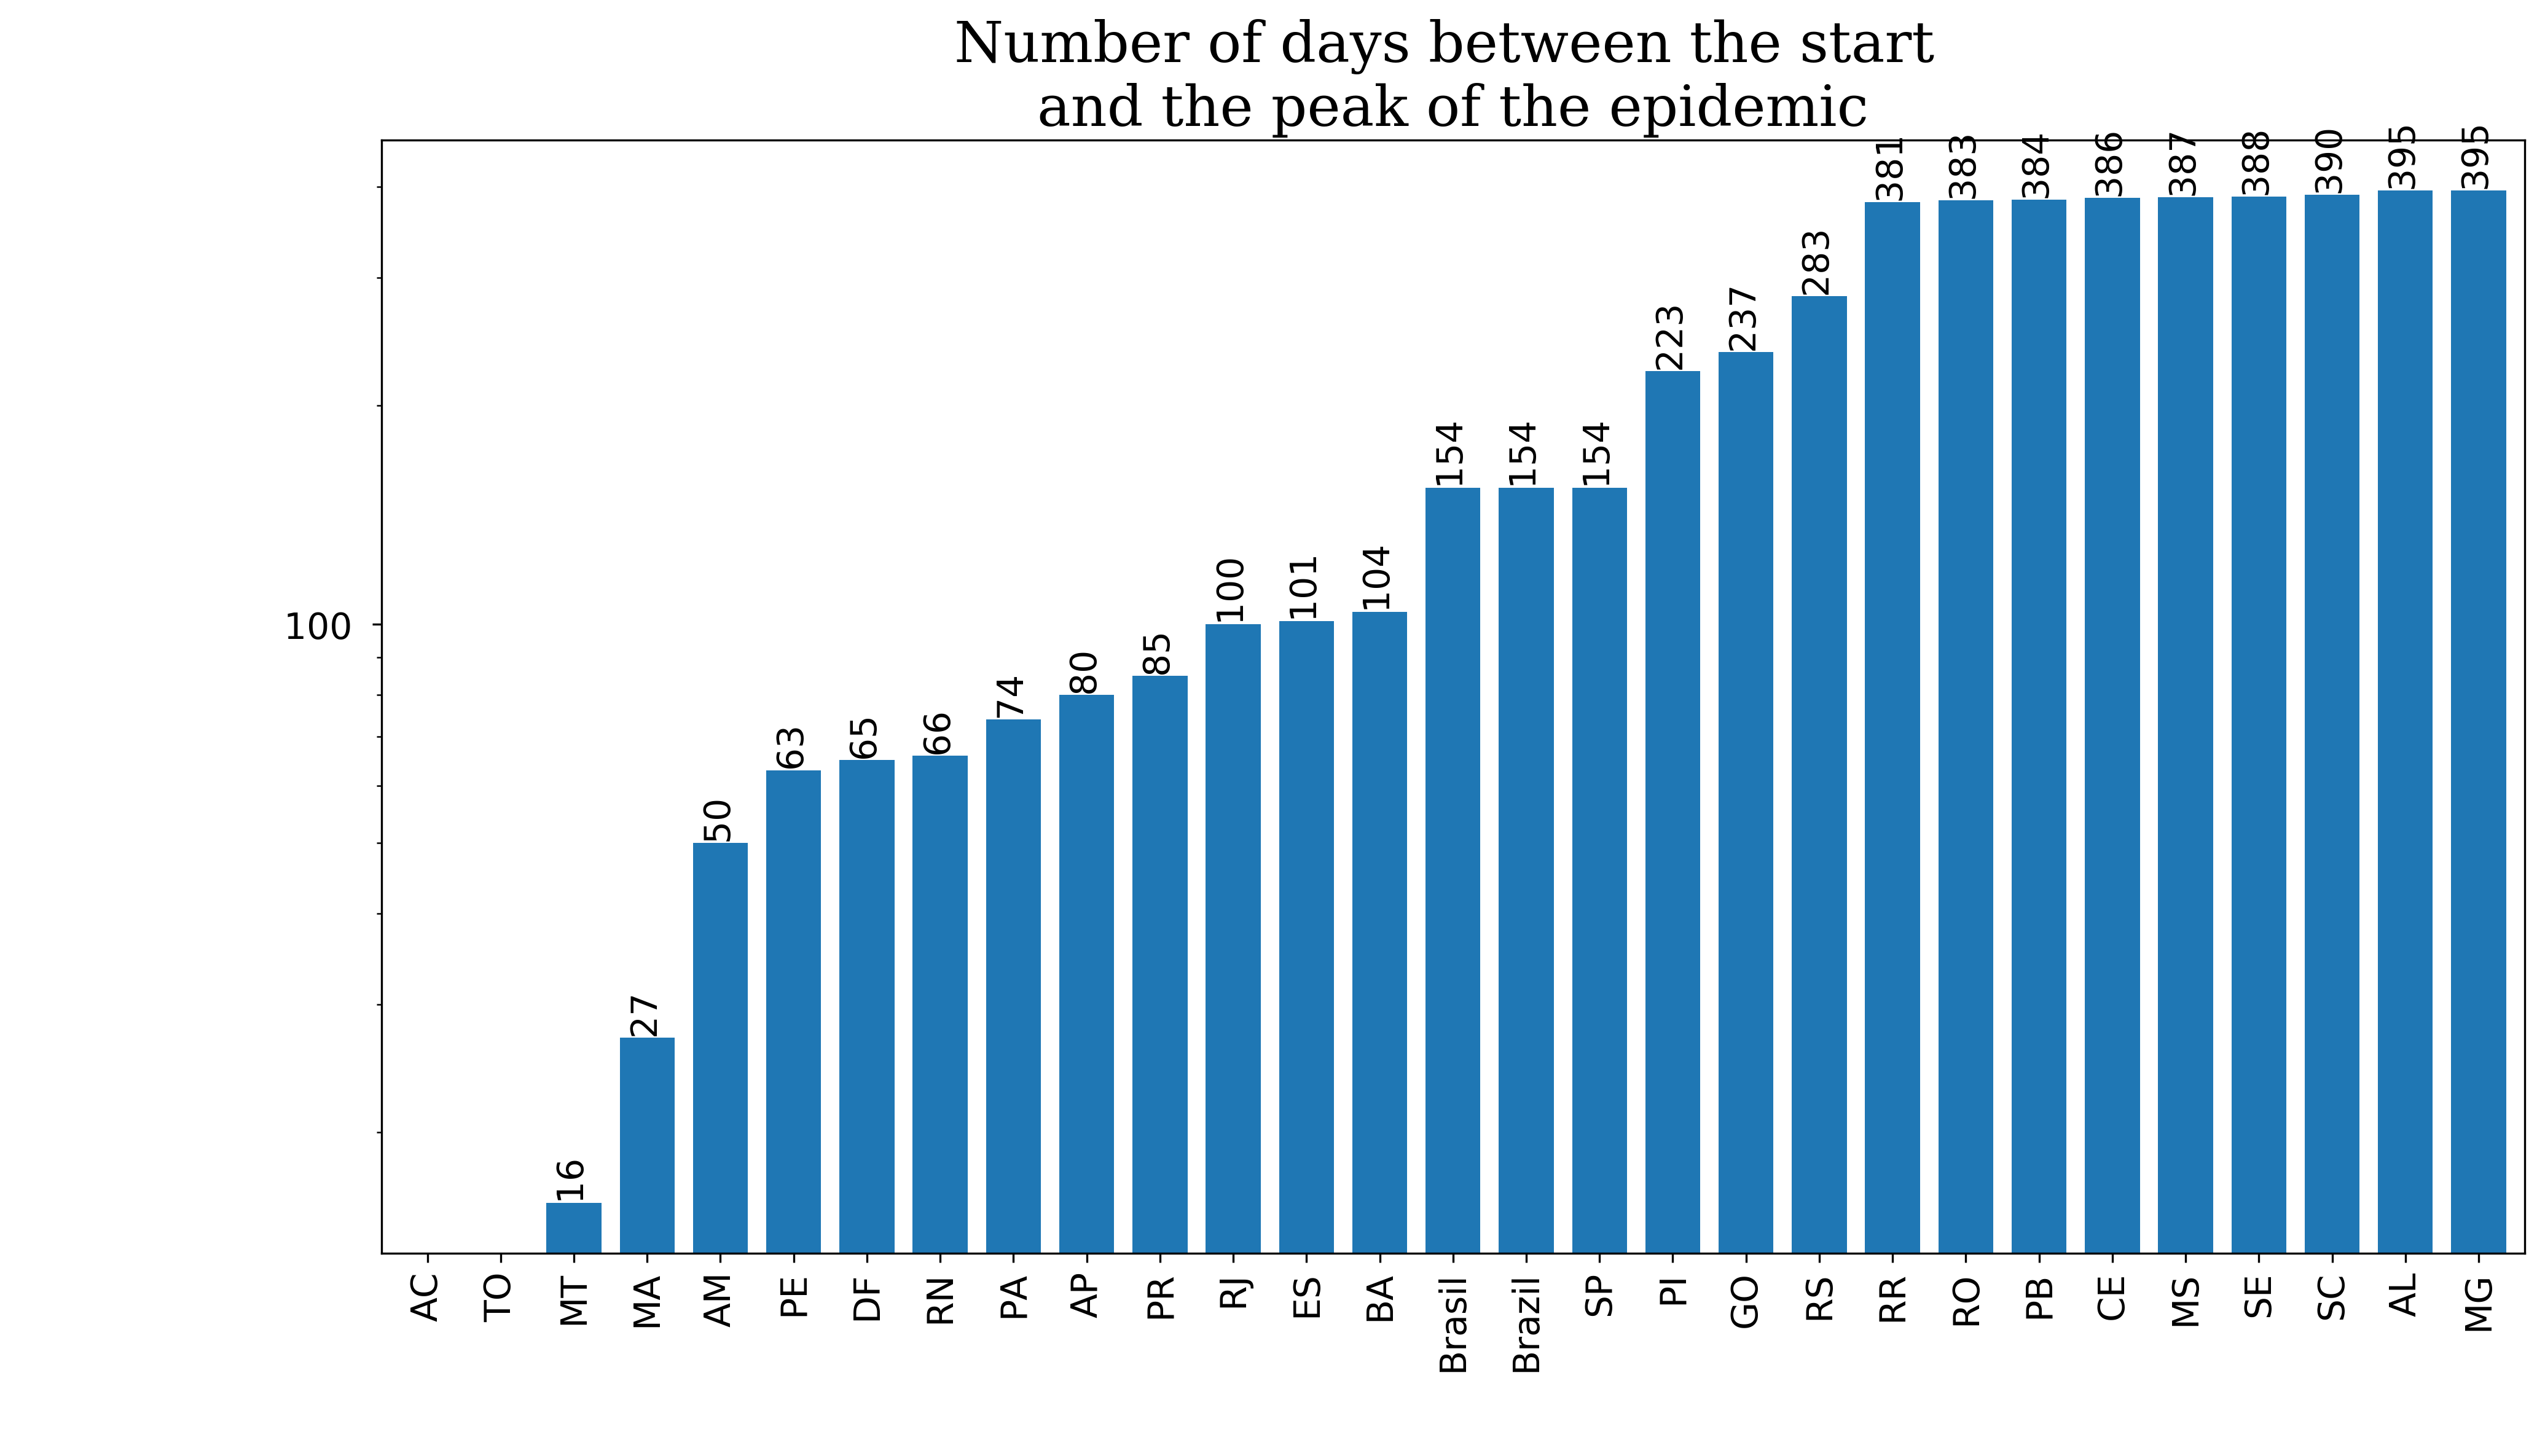 Number of days between the start
and the peak of the epidemic
100
16
27
50
63
65
66
74
80
85
100
101
104
154
154
154
223
237
283
381
383
384
386
387
388
390
395
395
AC
TO
MT
MA
AM
PE
DF
RN
PA
AP
PR
RJ
ES
BA
Brasil
Brazil
SP
PI
GO
RS
RR
RO
PB
CE
MS
SE
SC
AL
MG